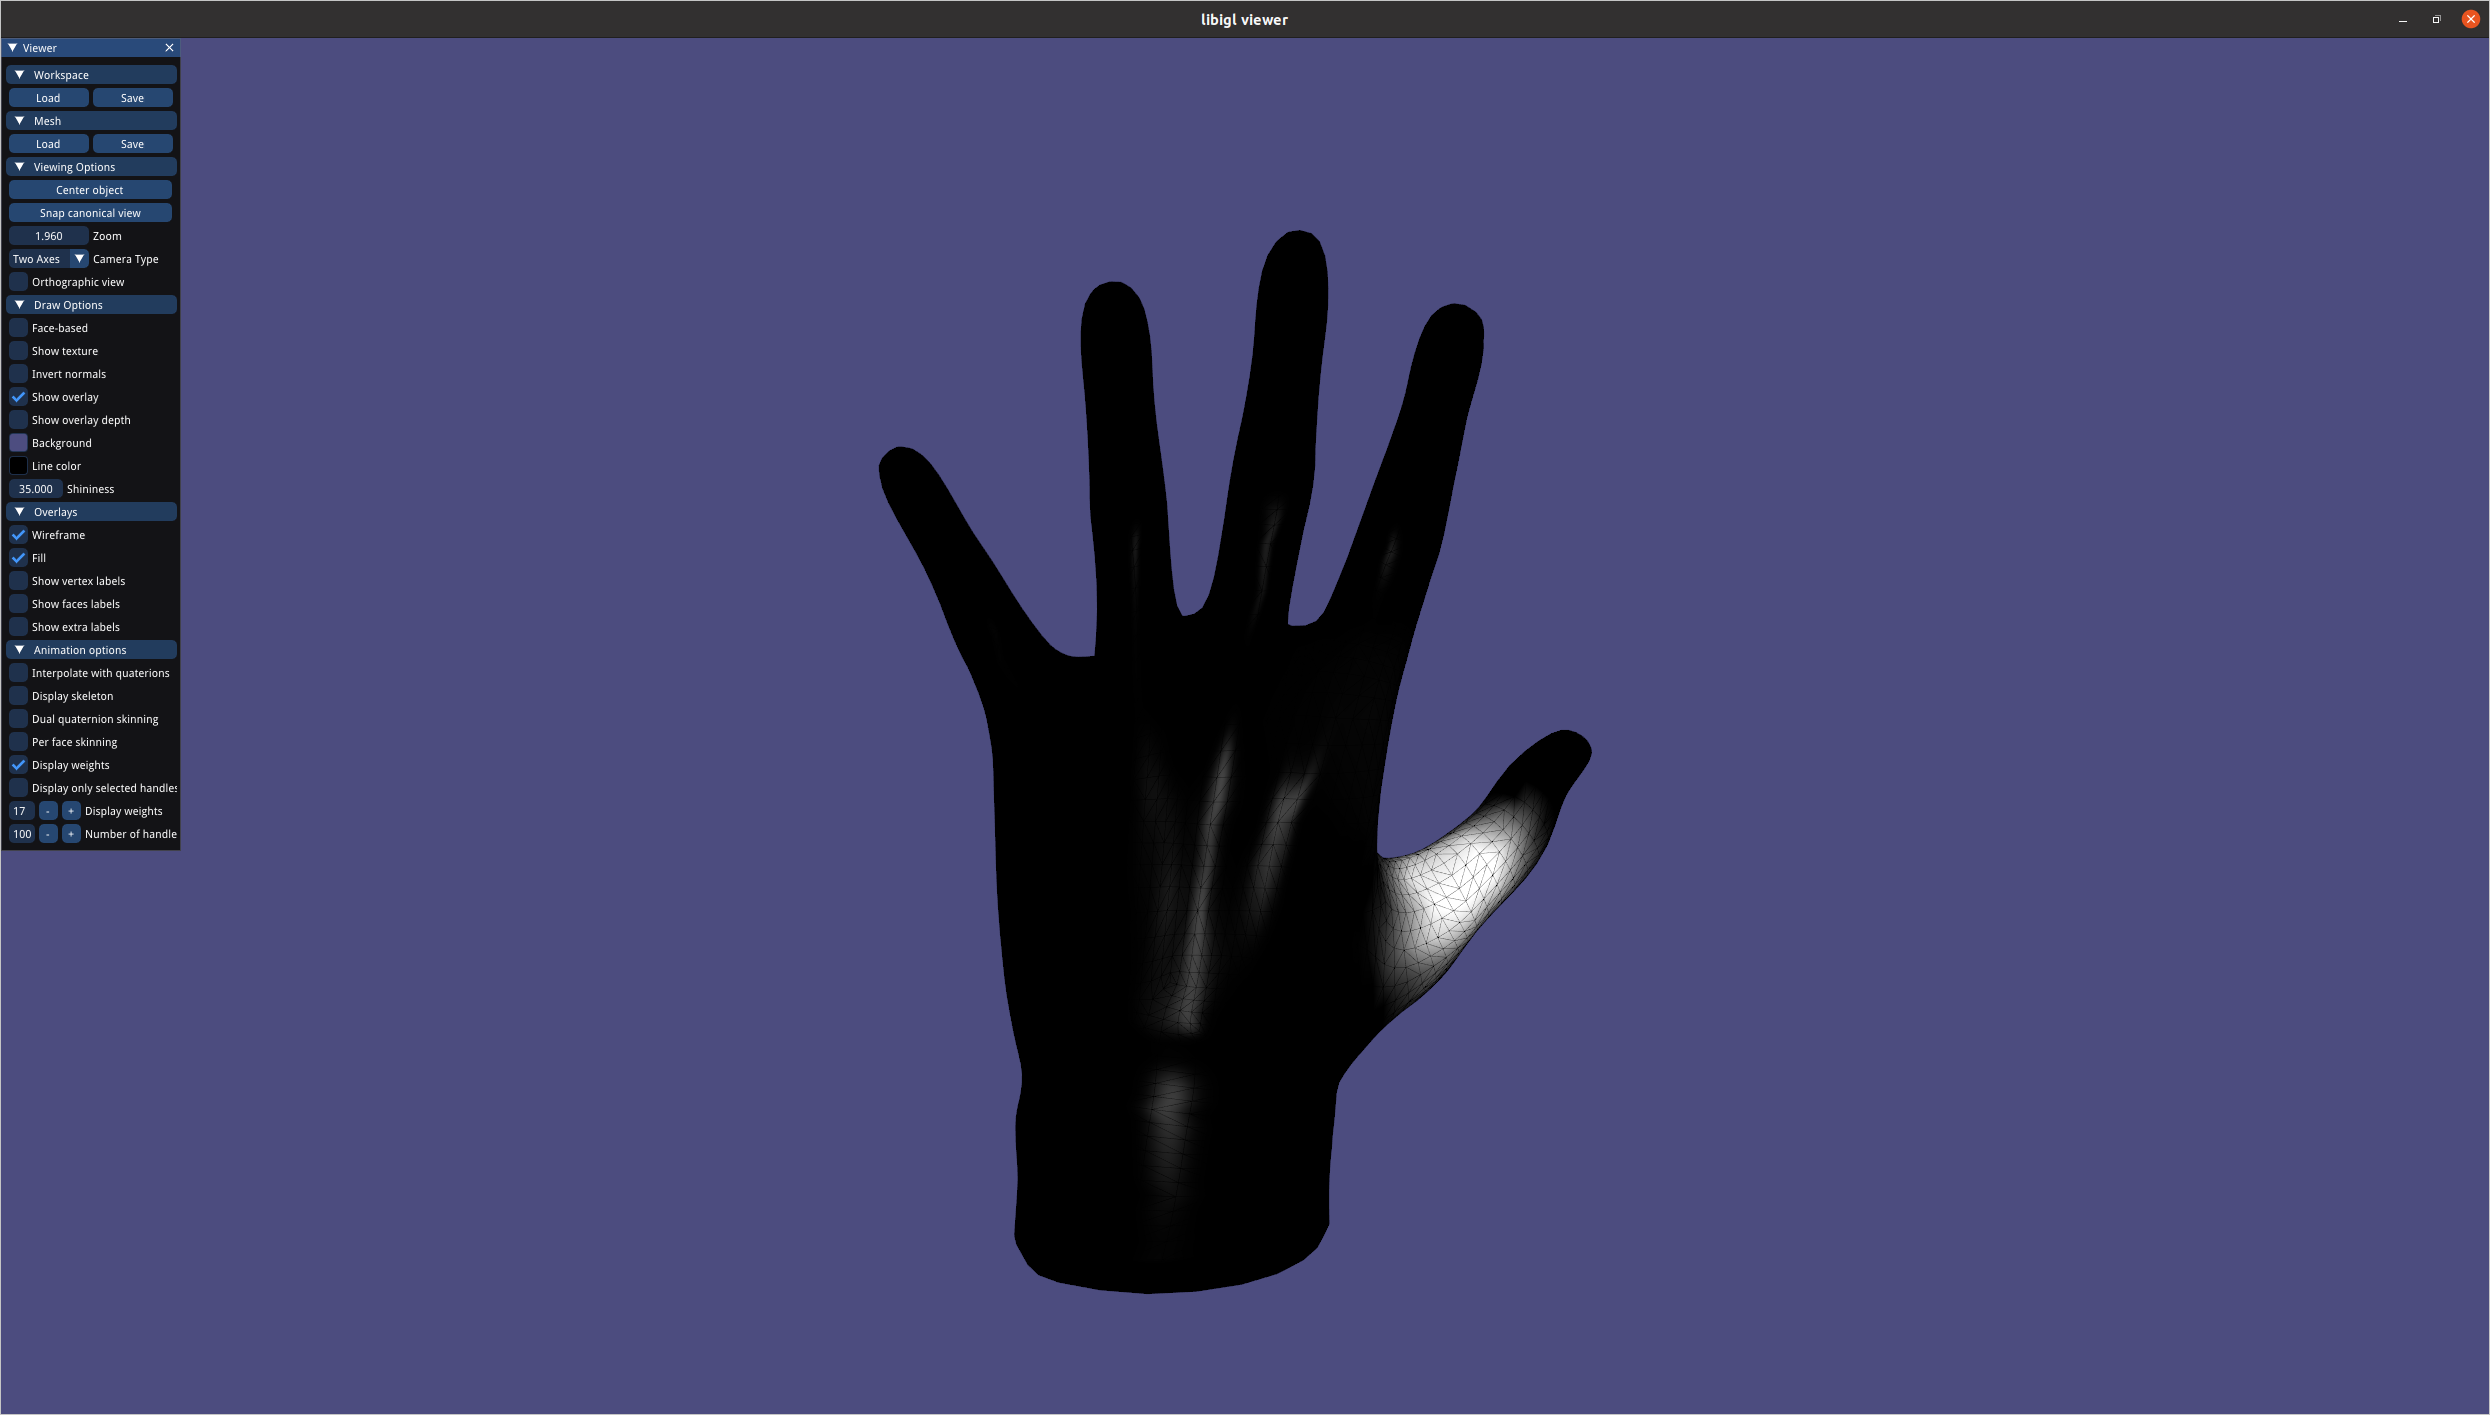 libigl viewer
Viewer
Workspace
Load Save
Mesh
Load Save
Viewing Options
Center object
Snap canonical view
1.960 Zoom
Two Axes Camera Type
Orthographic view
Draw Options
Face-based
Show texture
Invert normals
Show overlay
Show overlay depth
Background
Line color
35.000 Shininess
Overlays
Wireframe
Fill
Show vertex labels
Show faces labels
Show extra labels
Animation options
Interpolate with quaterions
Display skeleton
Dual quaternion skinning
Per face skinning
Display weights
Display only selected handles
17 - + Display weights
100 - + Number of handle